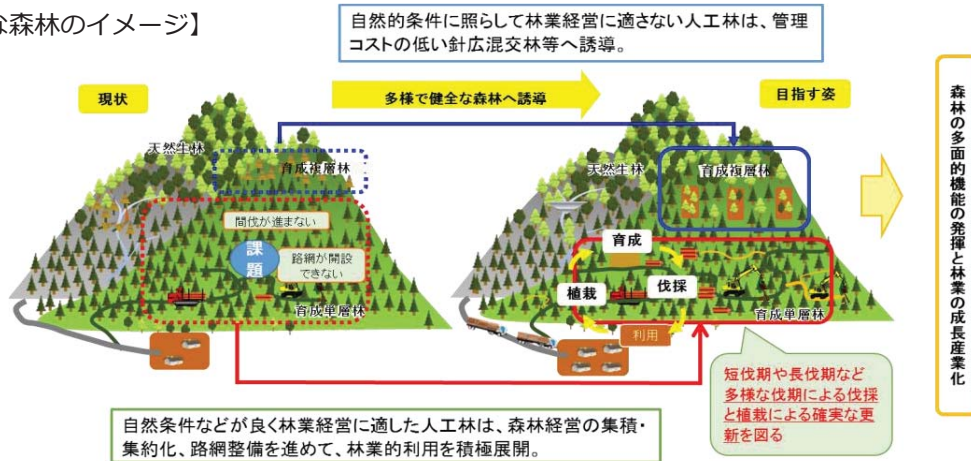 な森林のイメージ】
自然的条件に照らして林業経営に適さない人工林は、管理
コストの低い針広混交林等へ誘導。
現状
多様で健全な森林へ誘導
目指す姿
天然生林
育成複層林
間伐が進まない
課題
路網が開設
できない
育成単層林
天然生林
育成複層林
育成
植栽
伐採
利用
育成単層林
短伐期や長伐期など
多様な伐期による伐採
と植栽による確実な更
新を図る
自然条件などが良く林業経営に適した人工林は、森林経営の集積・
集約化、路網整備を進めて、林業的利用を積極展開。
森林の多面的機能の発揮と林業の成長産業化